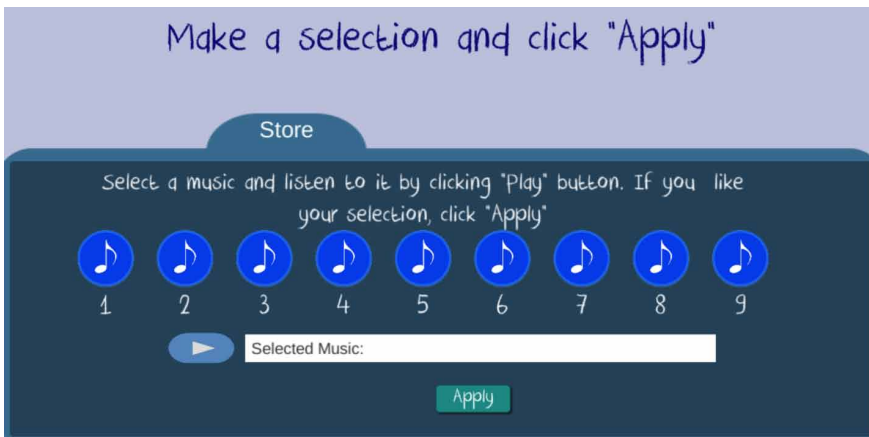 Make a selection and click "Apply"
Store
Select a music and listen to it by clicking "Play" button. If you like
your selection, click "Apply"
1 2 3 4 5 6 7 8 9
Selected Music:
Apply